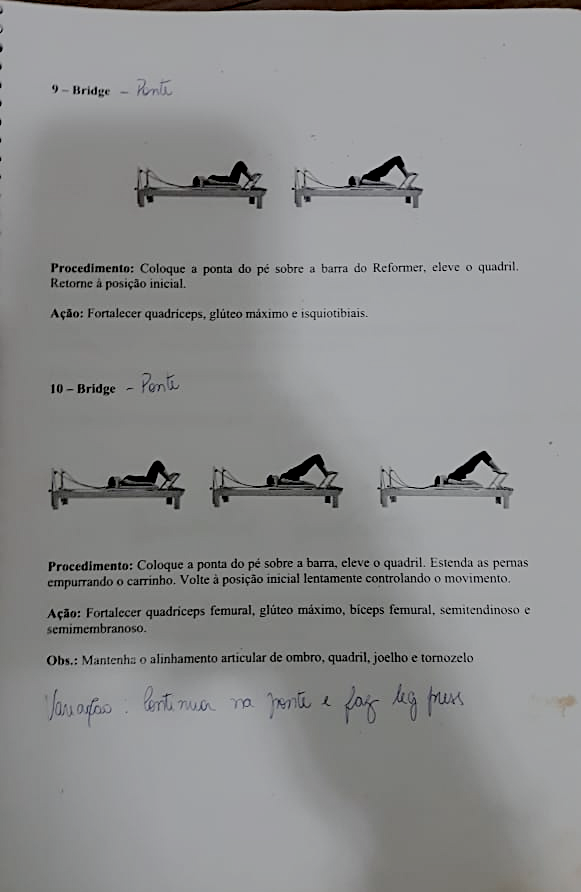 9 – Bridge – Ponte
Procedimento: Coloque a ponta do pé sobre a barra do Reformer, eleve o quadril.
Retorne à posição inicial.
Ação: Fortalecer quadríceps, glúteo máximo e isquiotibiais.
10 – Bridge – Ponte
Procedimento: Coloque a ponta do pé sobre a barra, eleve o quadril. Estenda as pernas
empurrando o carrinho. Volte à posição inicial lentamente controlando o movimento.
Ação: Fortalecer quadríceps femural, glúteo máximo, bíceps femural, semitendinoso e
semimembranoso.
Obs.: Mantenha o alinhamento articular de ombro, quadril, joelho e tornozelo
Variação: Continuar na ponte e faz leg press